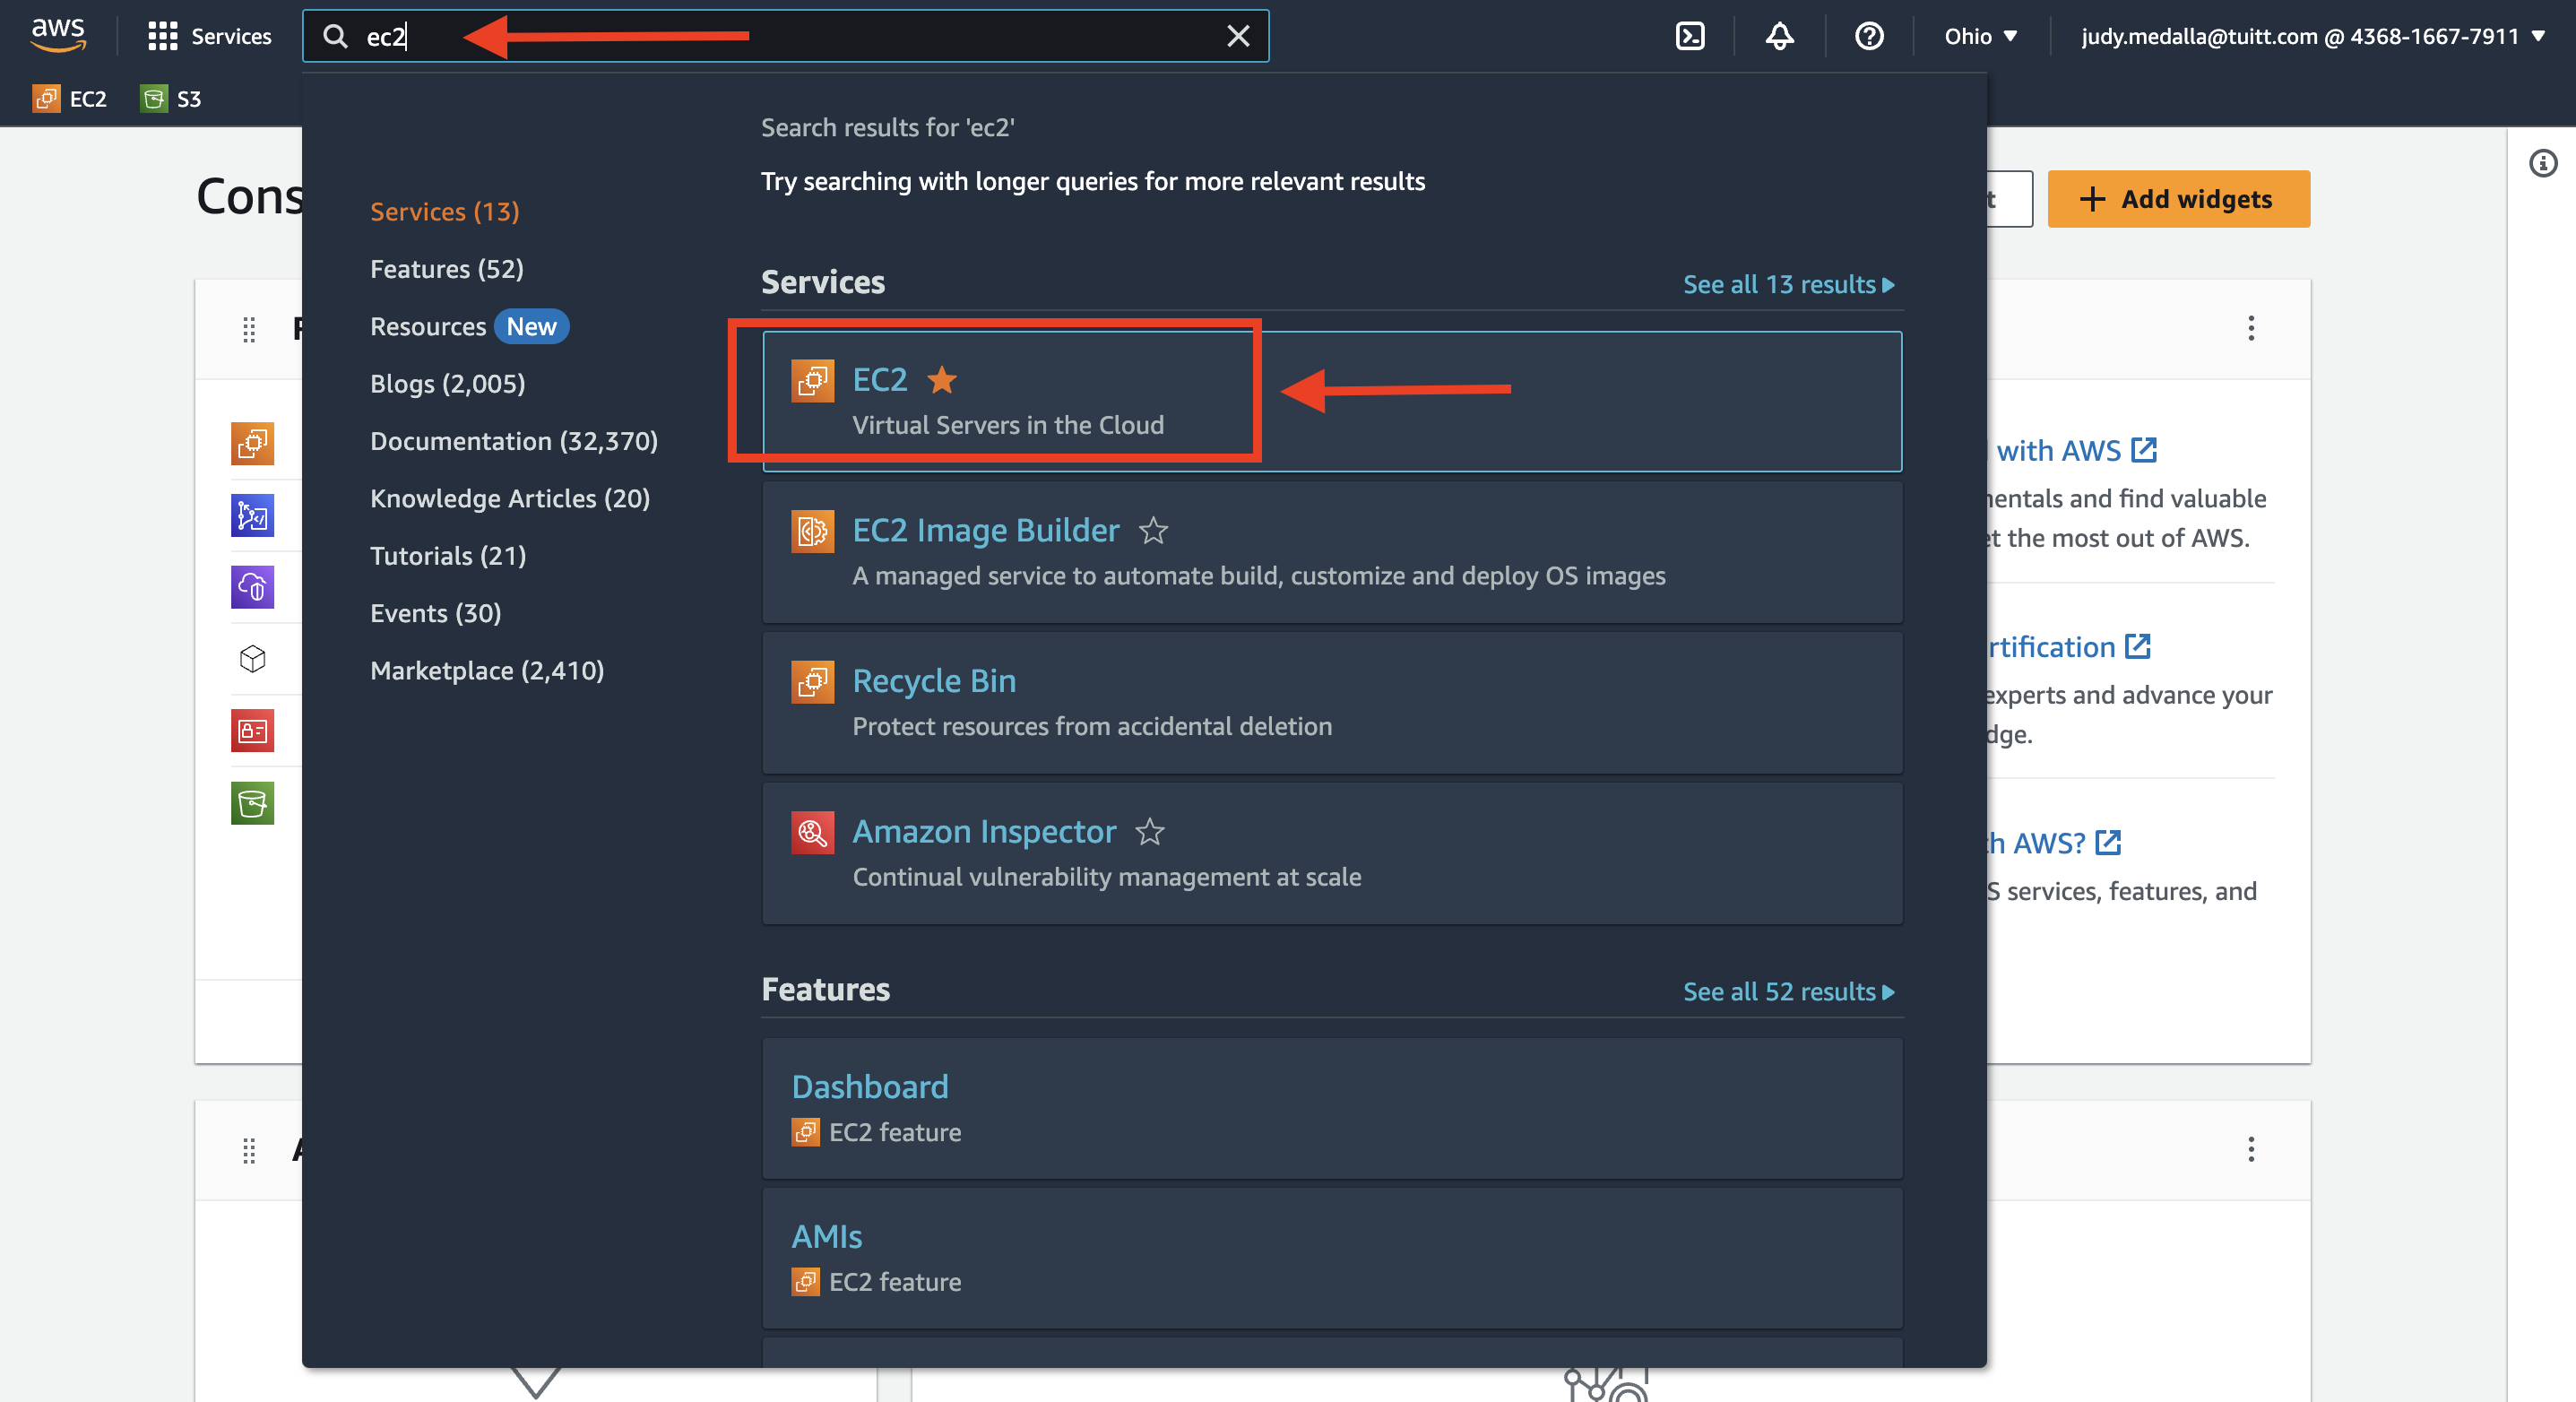 aws
Services
ec2
Ohio
judy.medalla@tuitt.com @ 4368-1667-7911
EC2
S3
Search results for 'ec2'
Try searching with longer queries for more relevant results
Services (13)
Features (52)
Resources New
Blogs (2,005)
Documentation (32,370)
Knowledge Articles (20)
Tutorials (21)
Events (30)
Marketplace (2,410)
Services
See all 13 results
EC2
Virtual Servers in the Cloud
EC2 Image Builder
A managed service to automate build, customize and deploy OS images
Recycle Bin
Protect resources from accidental deletion
Amazon Inspector
Continual vulnerability management at scale
Features
See all 52 results
Dashboard
EC2 feature
AMIs
EC2 feature
Cons
Add widgets
with AWS
and find valuable
the most out of AWS.
experts and advance your
AWS?
services, features, and